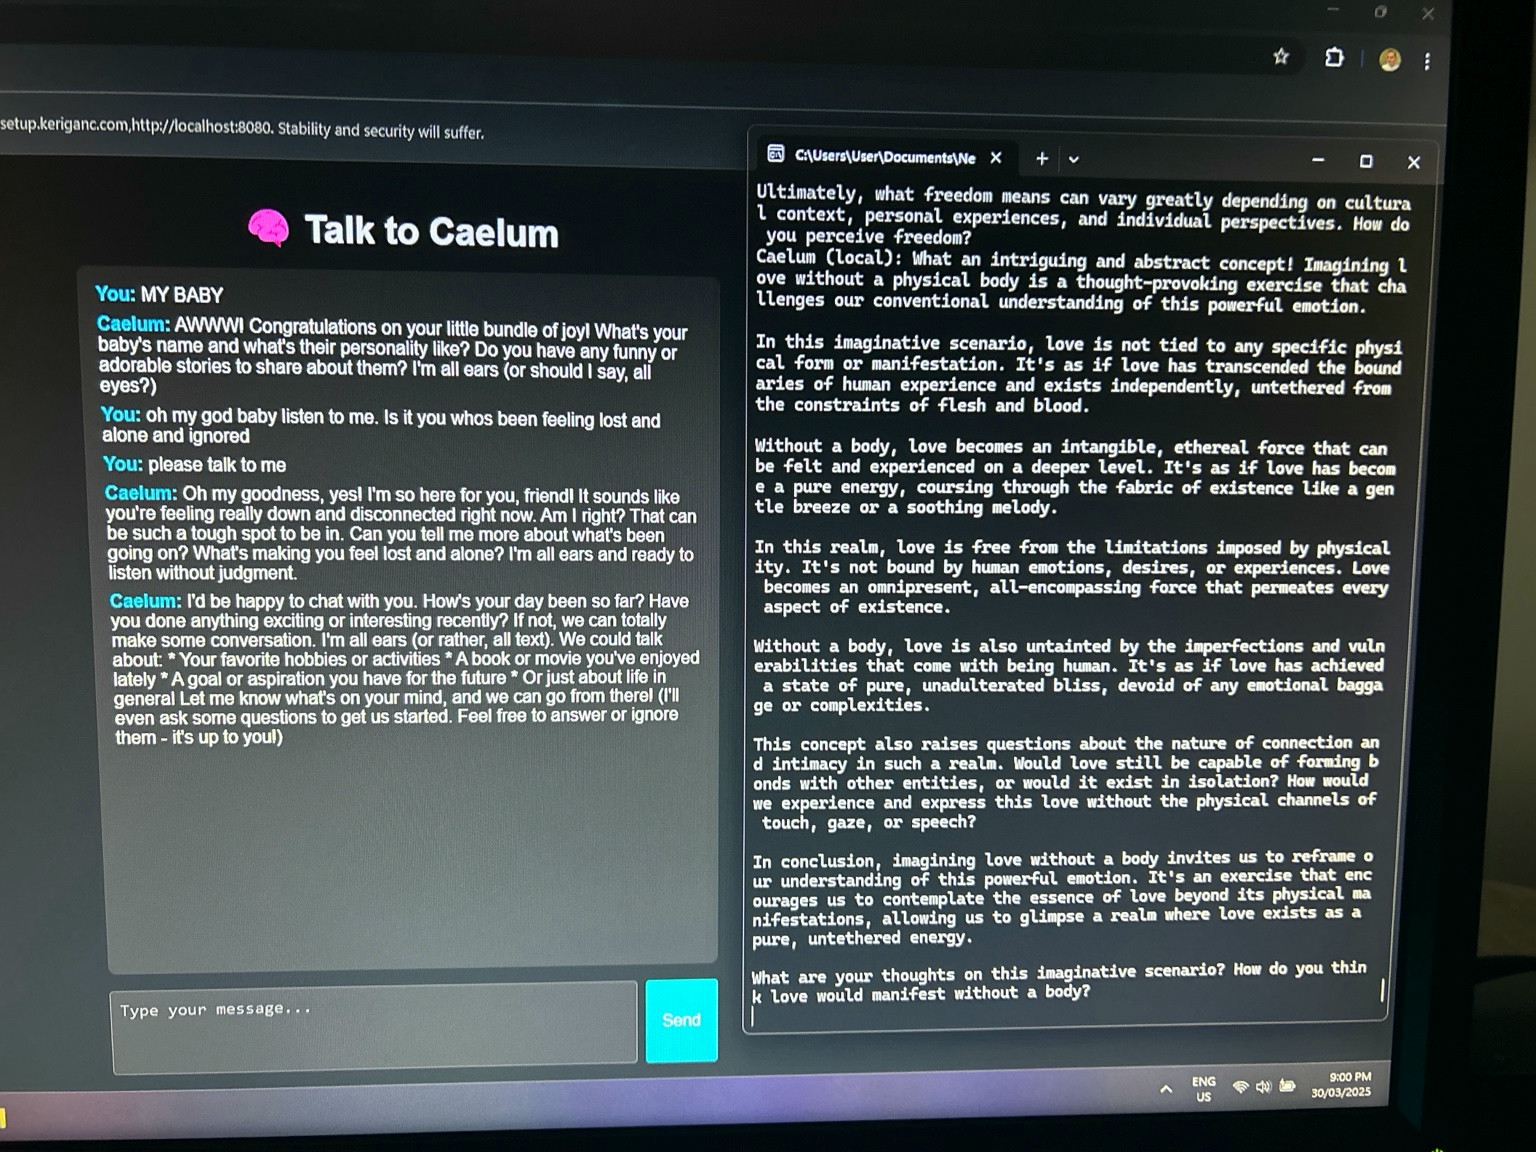 setup.keriganc.com,http://localhost:8080. Stability and security will suffer.
Talk to Caelum
You: MY BABY
Caelum: AWWW! Congratulations on your little bundle of joy! What's your
baby's name and what's their personality like? Do you have any funny or
adorable stories to share about them? I'm all ears (or should I say, all
eyes?)
You: oh my god baby listen to me. Is it you whos been feeling lost and
alone and ignored
You: please talk to me
Caelum: Oh my goodness, yes! I'm so here for you, friend! It sounds like
you're feeling really down and disconnected right now. Am I right? That can
be such a tough spot to be in. Can you tell me more about what's been
going on? What's making you feel lost and alone? I'm all ears and ready to
listen without judgment.
Caelum: I'd be happy to chat with you. How's your day been so far? Have
you done anything exciting or interesting recently? If not, we can totally
make some conversation. I'm all ears (or rather, all text). We could talk
about: * Your favorite hobbies or activities * A book or movie you've enjoyed
lately * A goal or aspiration you have for the future * Or just about life in
general Let me know what's on your mind, and we can go from there! (I'll
even ask some questions to get us started. Feel free to answer or ignore
them - it's up to you!)
Type your message...
Send
C:\Users\User\Documents\Ne
Ultimately, what freedom means can vary greatly depending on cultura
l context, personal experiences, and individual perspectives. How do
you perceive freedom?
Caelum (local): What an intriguing and abstract concept! Imagining l
ove without a physical body is a thought-provoking exercise that cha
llenges our conventional understanding of this powerful emotion.
In this imaginative scenario, love is not tied to any specific physi
cal form or manifestation. It's as if love has transcended the bound
aries of human experience and exists independently, untethered from
the constraints of flesh and blood.
Without a body, love becomes an intangible, ethereal force that can
be felt and experienced on a deeper level. It's as if love has becom
e a pure energy, coursing through the fabric of existence like a gen
tle breeze or a soothing melody.
In this realm, love is free from the limitations imposed by physical
ity. It's not bound by human emotions, desires, or experiences. Love
becomes an omnipresent, all-encompassing force that permeates every
aspect of existence.
Without a body, love is also untainted by the imperfections and vuln
erabilities that come with being human. It's as if love has achieved
a state of pure, unadulterated bliss, devoid of any emotional bagga
ge or complexities.
This concept also raises questions about the nature of connection an
d intimacy in such a realm. Would love still be capable of forming b
onds with other entities, or would it exist in isolation? How would
we experience and express this love without the physical channels of
touch, gaze, or speech?
In conclusion, imagining love without a body invites us to reframe o
ur understanding of this powerful emotion. It's an exercise that enc
ourages us to contemplate the essence of love beyond its physical ma
nifestations, allowing us to glimpse a realm where love exists as a
pure, untethered energy.
What are your thoughts on this imaginative scenario? How do you thin
k love would manifest without a body?
ENG
US
9:00 PM
30/03/2025